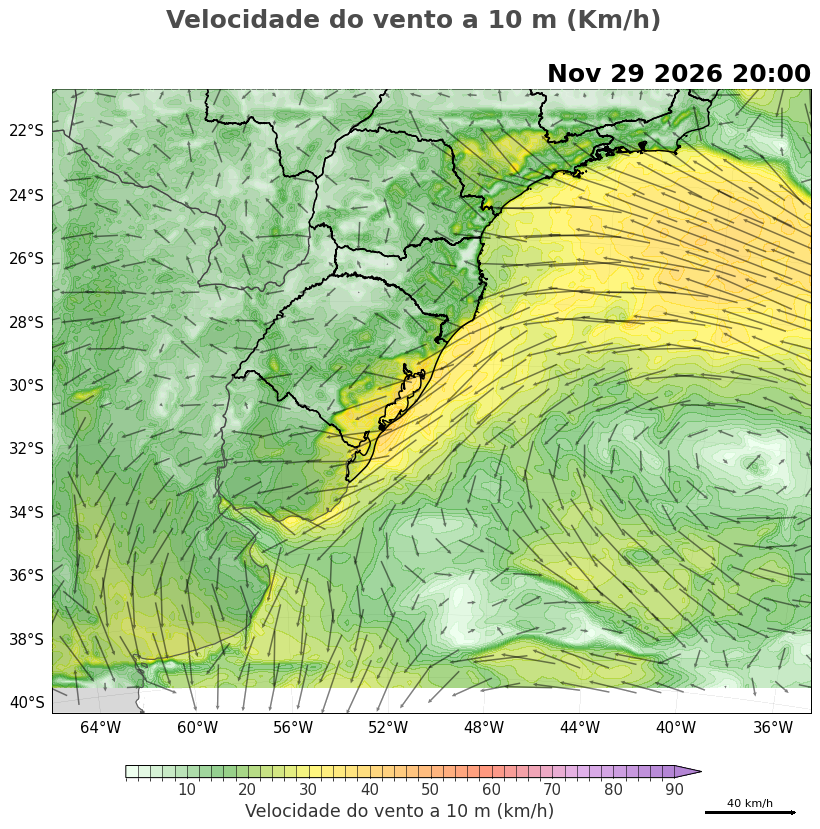 Velocidade do vento a 10 m (Km/h)
Nov 29 2026 20:00
22°S
24°S
26°S
28°S
30°S
32°S
34°S
36°S
38°S
40°S
64°W 60°W 56°W 52°W 48°W 44°W 40°W 36°W
10 20 30 40 50 60 70 80 90
Velocidade do vento a 10 m (km/h)
40 km/h